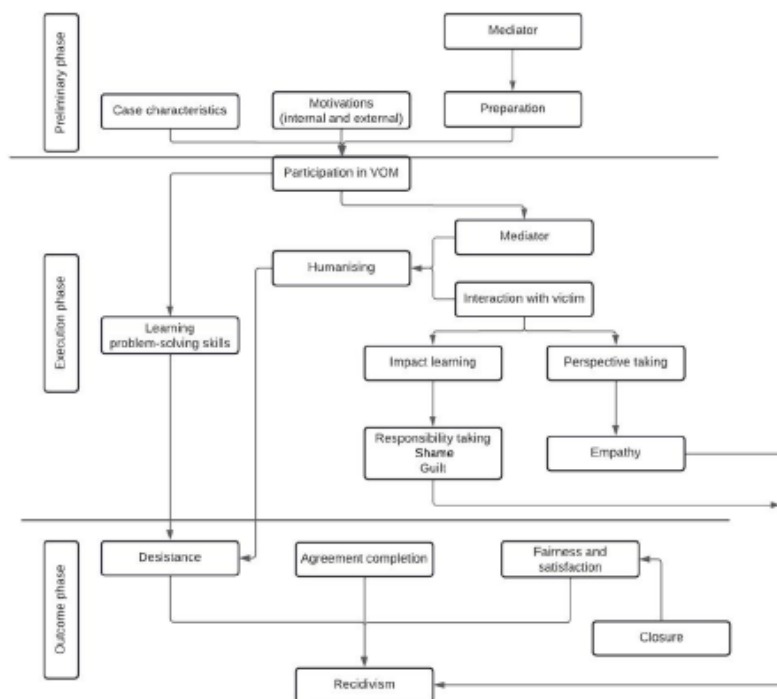 Preliminary phase
Mediator
Case characteristics
Motivations
(internal and external)
Preparation
Participation in VOM
Execution phase
Mediator
Humanising
Interaction with victim
Learning
problem-solving skills
Impact learning
Perspective taking
Responsibility taking
Shame
Guilt
Empathy
Outcome phase
Desistance
Agreement completion
Fairness and
satisfaction
Closure
Recidivism